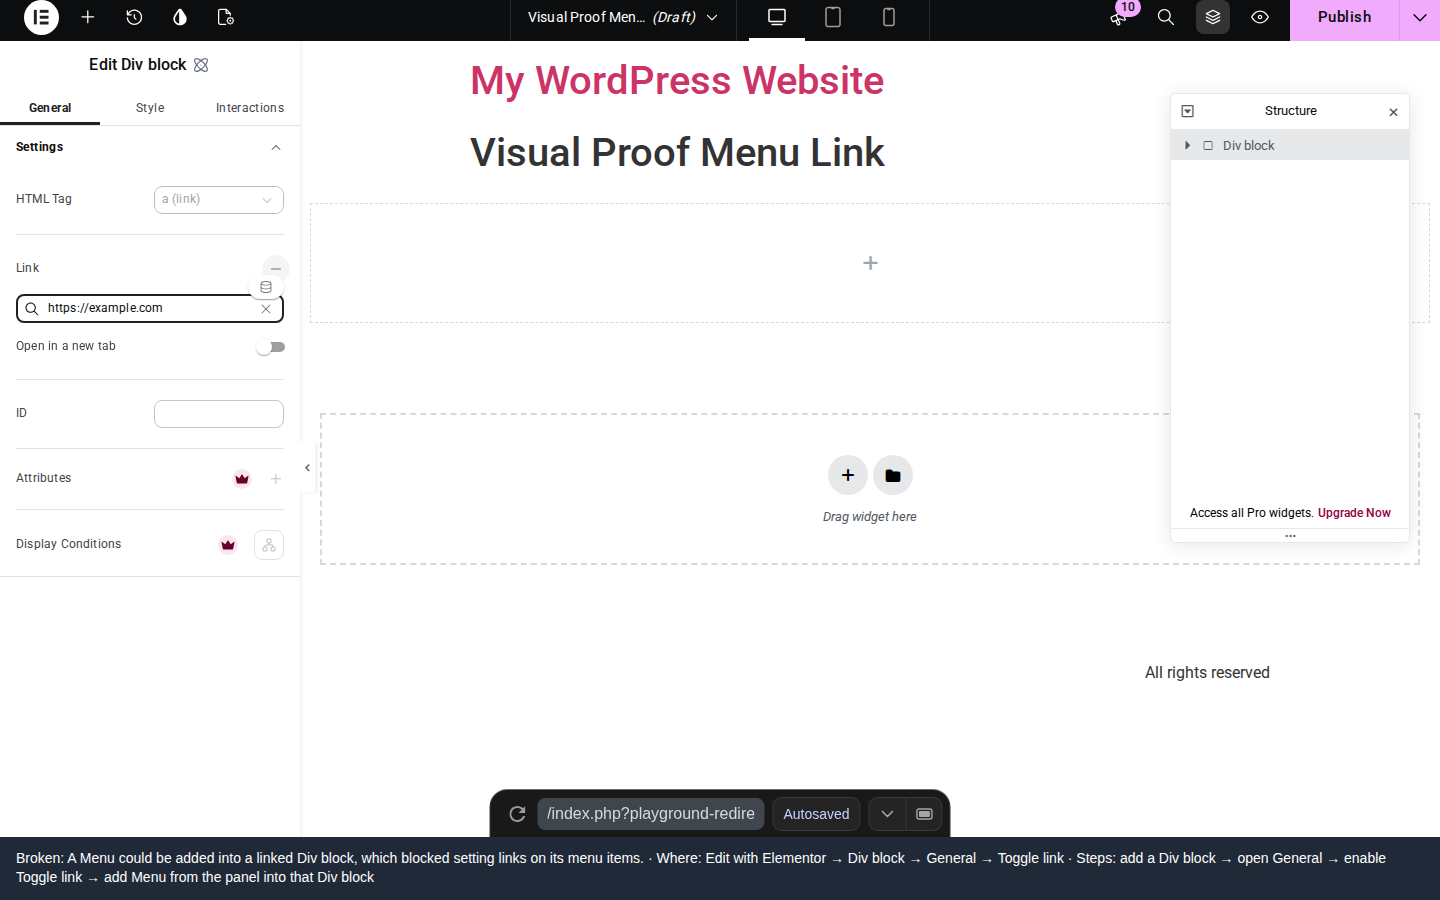 Visual Proof Men... (Draft)
10
Publish
Edit Div block
General
Style
Interactions
Settings
HTML Tag
a (link)
Link
https://example.com
Open in a new tab
ID
Attributes
Display Conditions
My WordPress Website
Visual Proof Menu Link
Drag widget here
All rights reserved
Structure
Div block
Access all Pro widgets. Upgrade Now
/index.php?playground-redire
Autosaved
Broken: A Menu could be added into a linked Div block, which blocked setting links on its menu items. · Where: Edit with Elementor → Div block → General → Toggle link · Steps: add a Div block → open General → enable
Toggle link → add Menu from the panel into that Div block